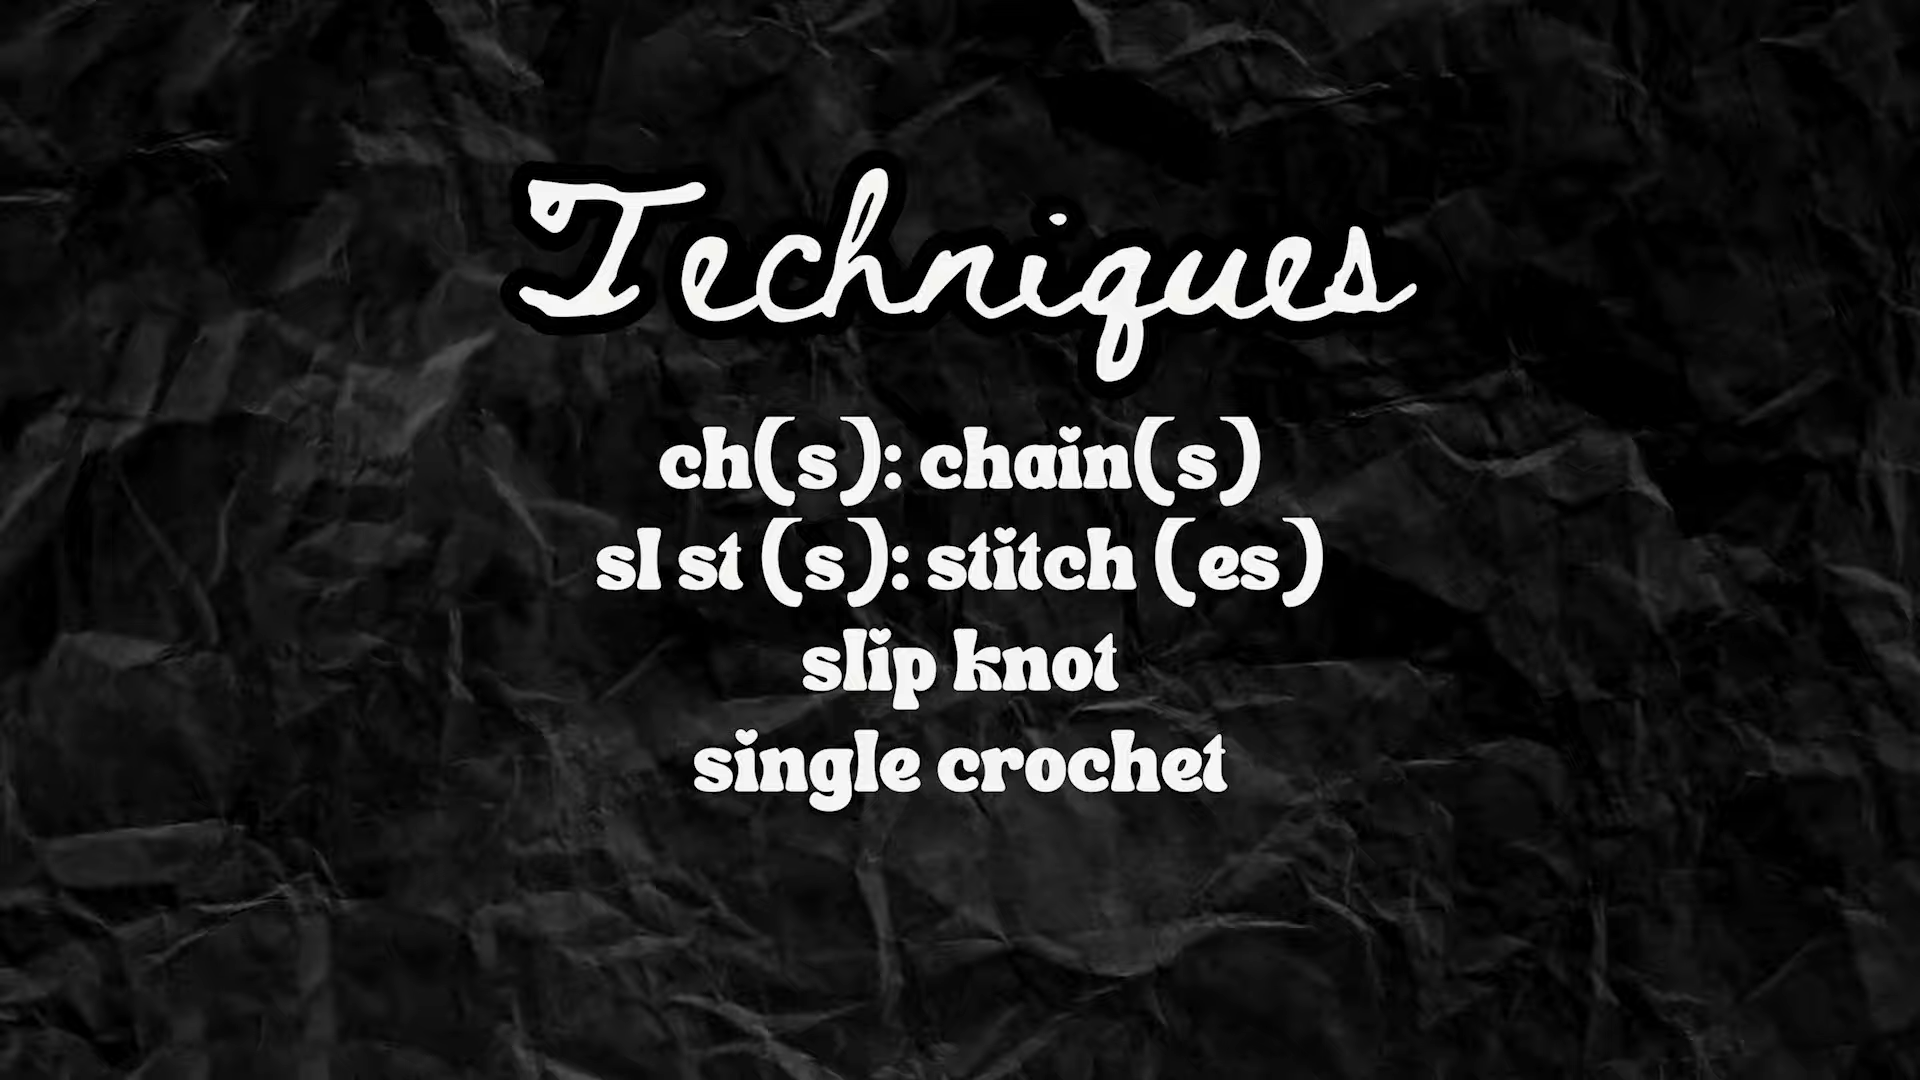 Techniques
ch(s): chain(s)
sl st (s): stitch (es)
slip knot
single crochet